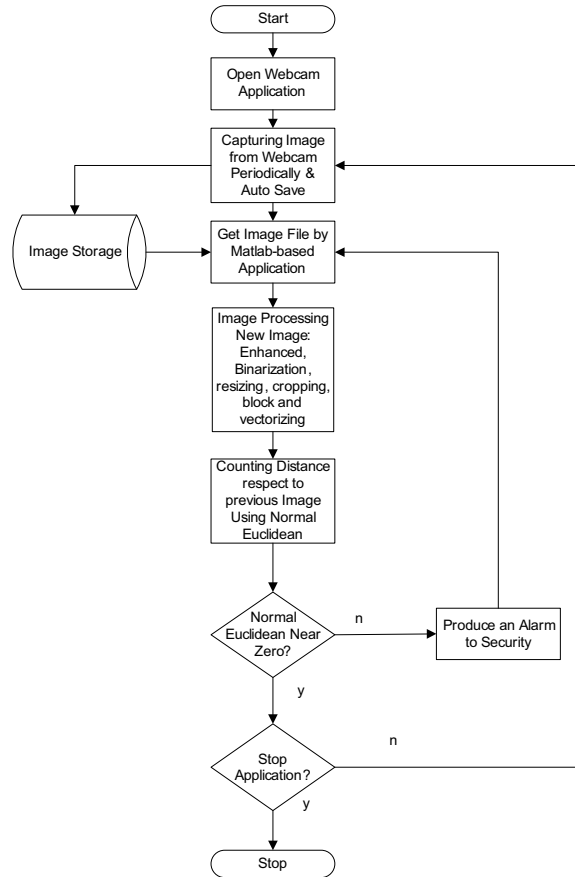 Start
Open Webcam
Application
Capturing Image
from Webcam
Periodically &
Auto Save
Image Storage
Get Image File by
Matlab-based
Application
Image Processing
New Image:
Enhanced,
Binarization,
resizing, cropping,
block and
vectorizing
Counting Distance
respect to
previous Image
Using Normal
Euclidean
Normal
Euclidean Near
Zero?
n
Produce an Alarm
to Security
y
Stop
Application?
n
y
Stop